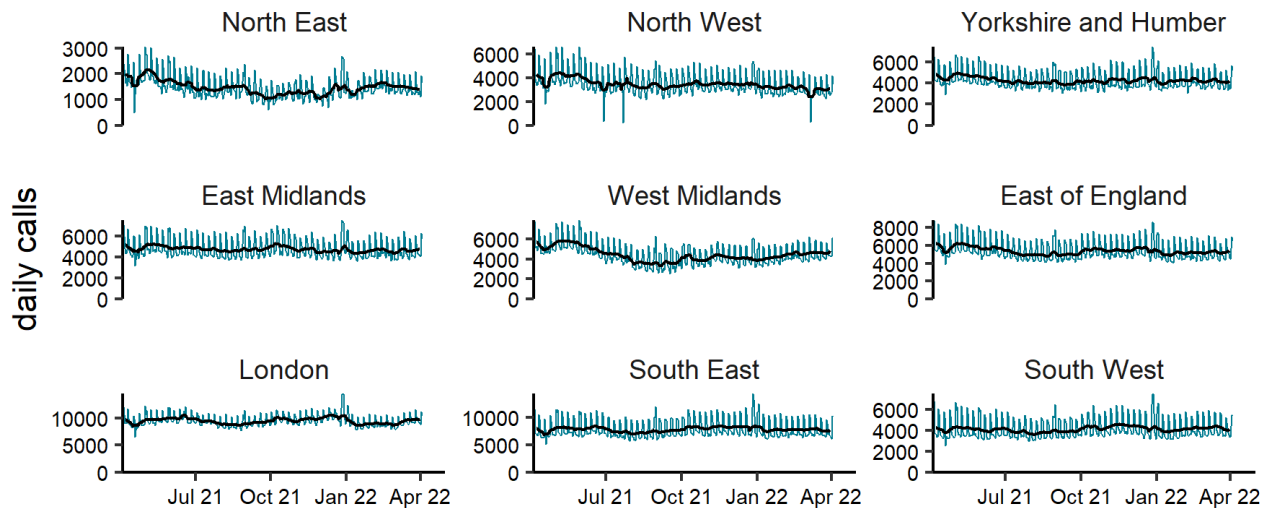 North East
North West
Yorkshire and Humber
3000
2000
1000
0
6000
4000
2000
0
6000
4000
2000
0
daily calls
East Midlands
West Midlands
East of England
6000
4000
2000
0
6000
4000
2000
0
8000
6000
4000
2000
0
London
South East
South West
10000
5000
0
10000
5000
0
6000
4000
2000
0
Jul 21 Oct 21 Jan 22 Apr 22
Jul 21 Oct 21 Jan 22 Apr 22
Jul 21 Oct 21 Jan 22 Apr 22